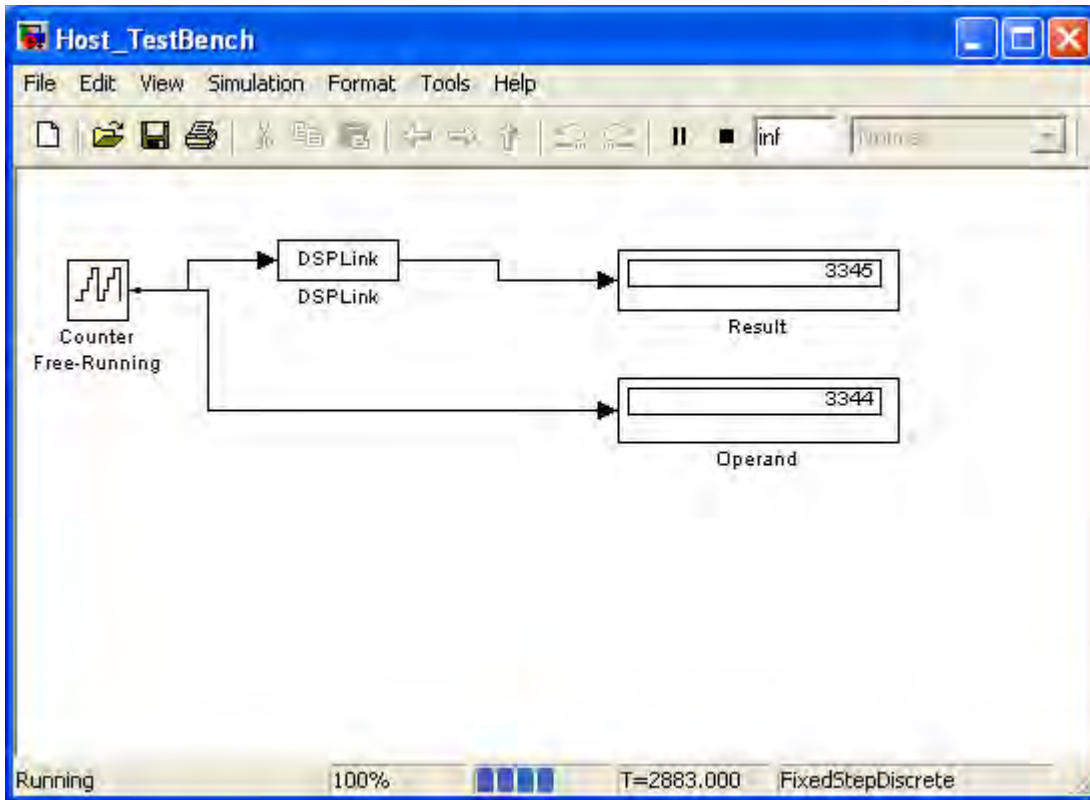 Host_TestBench
File Edit View Simulation Format Tools Help
inf
DSPLink
3345
DSPLink
Result
Counter
Free-Running
3344
Operand
Running 100% T=2883.000 FixedStepDiscrete